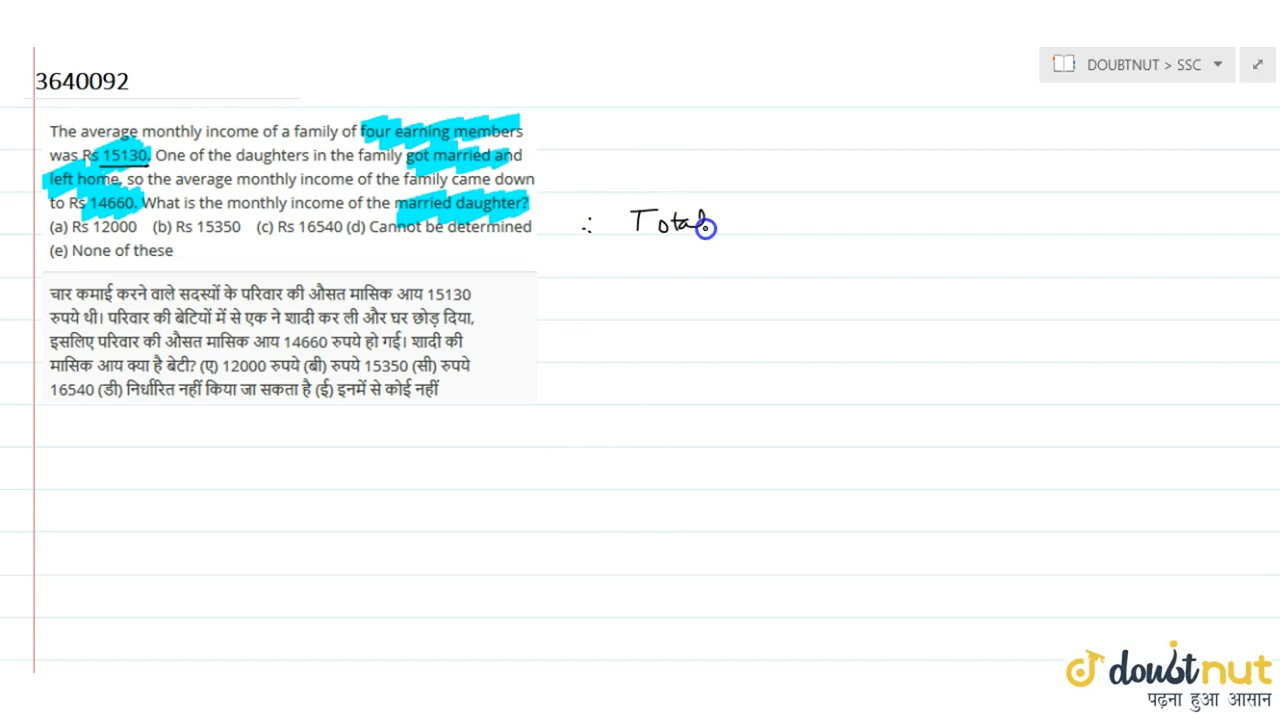 3640092
DOUBTNUT > SSC
The average monthly income of a family of four earning members
was Rs 15130. One of the daughters in the family got married and
left home, so the average monthly income of the family came down
to Rs 14660. What is the monthly income of the married daughter?
(a) Rs 12000 (b) Rs 15350 (c) Rs 16540 (d) Cannot be determined
(e) None of these
∴ Total
चार कमाई करने वाले सदस्यों के परिवार की औसत मासिक आय 15130
रुपये थी। परिवार की बेटियों में से एक ने शादी कर ली और घर छोड़ दिया,
इसलिए परिवार की औसत मासिक आय 14660 रुपये हो गई। शादी की
मासिक आय क्या है बेटी? (ए) 12000 रुपये (बी) रुपये 15350 (सी) रुपये
16540 (डी) निर्धारित नहीं किया जा सकता है (ई) इनमें से कोई नहीं
doubtnut
पढ़ना हुआ आसान